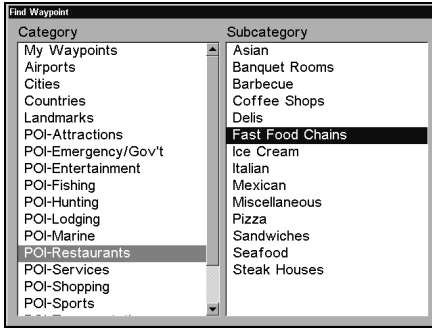 Find Waypoint
Category
My Waypoints
Airports
Cities
Countries
Landmarks
POI-Attractions
POI-Emergency/Gov't
POI-Entertainment
POI-Fishing
POI-Hunting
POI-Lodging
POI-Marine
POI-Restaurants
POI-Services
POI-Shopping
POI-Sports
Subcategory
Asian
Banquet Rooms
Barbecue
Coffee Shops
Delis
Fast Food Chains
Ice Cream
Italian
Mexican
Miscellaneous
Pizza
Sandwiches
Seafood
Steak Houses